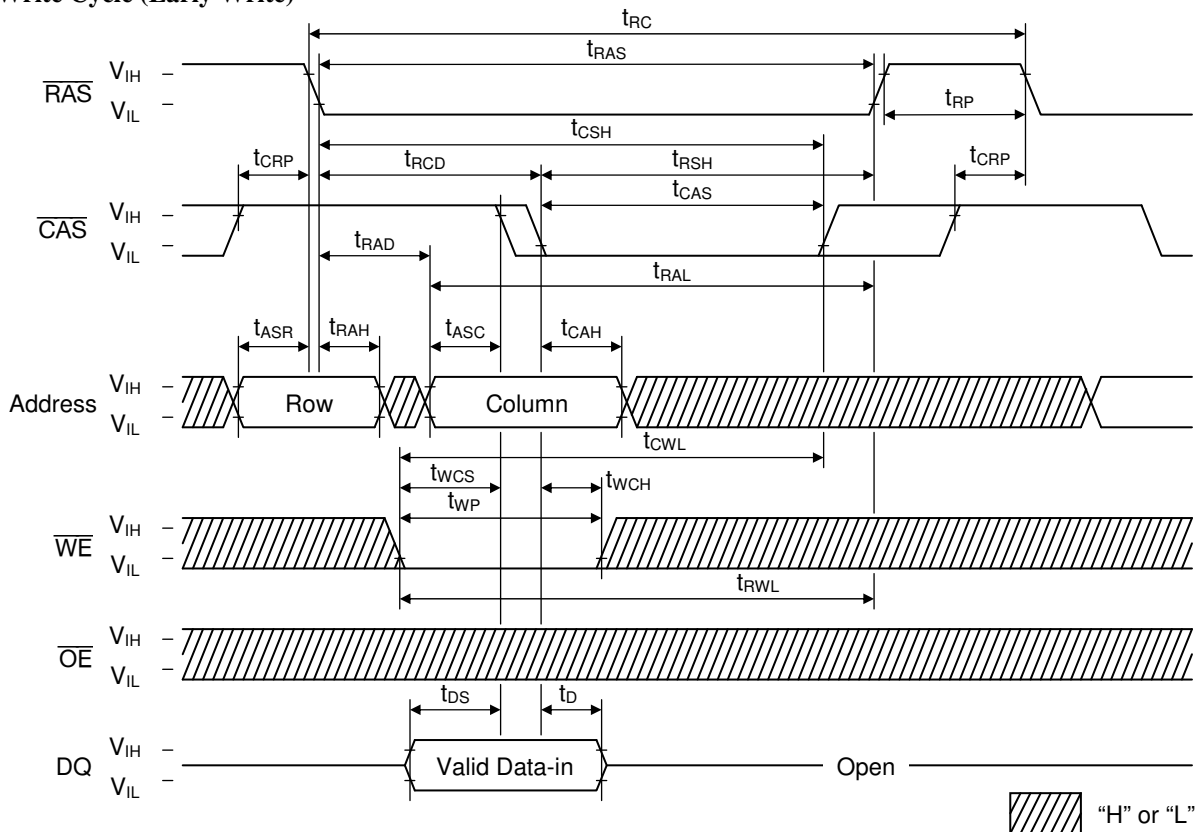 Write Cycle (Early Write)
tRC
tRAS
RAS
VIH
VIL
tRP
tCSH
tCRP
tRCD
tRSH
tCRP
tCAS
CAS
VIH
VIL
tRAD
tRAL
tASR
tRAH
tASC
tCAH
Address
VIH
VIL
Row
Column
tCWL
tWCS
tWCH
tWP
WE
VIH
VIL
tRWL
OE
VIH
VIL
tDS
tD
DQ
VIH
VIL
Valid Data-in
Open
“H” or “L”